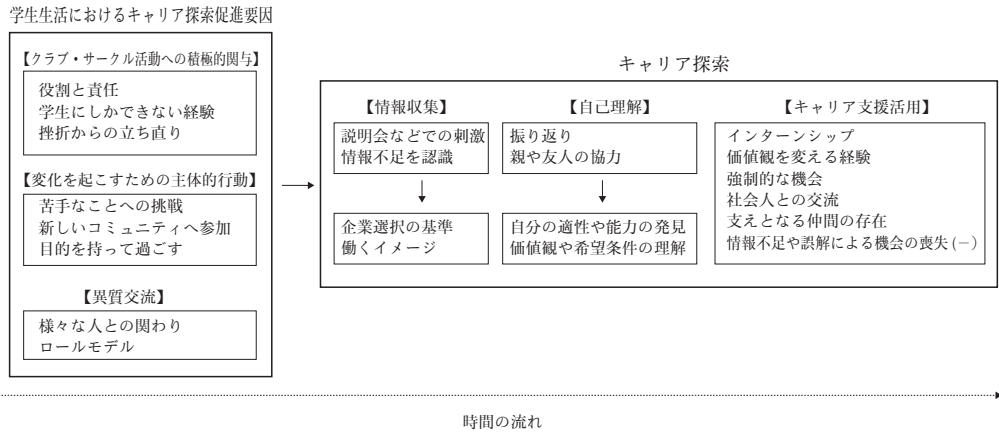 学生生活におけるキャリア探索促進要因
【クラブ・サークル活動への積極的関与】
役割と責任
学生にしかできない経験
挫折からの立ち直り
【変化を起こすための主体的行動】
苦手なことへの挑戦
新しいコミュニティへ参加
目的を持って過ごす
【異質交流】
様々な人との関わり
ロールモデル
キャリア探索
【情報収集】
説明会などでの刺激
情報不足を認識
企業選択の基準
働くイメージ
【自己理解】
振り返り
親や友人の協力
自分の適性や能力の発見
価値観や希望条件の理解
【キャリア支援活用】
インターンシップ
価値観を変える経験
強制的な機会
社会人との交流
支えとなる仲間の存在
情報不足や誤解による機会の喪失(－)
時間の流れ